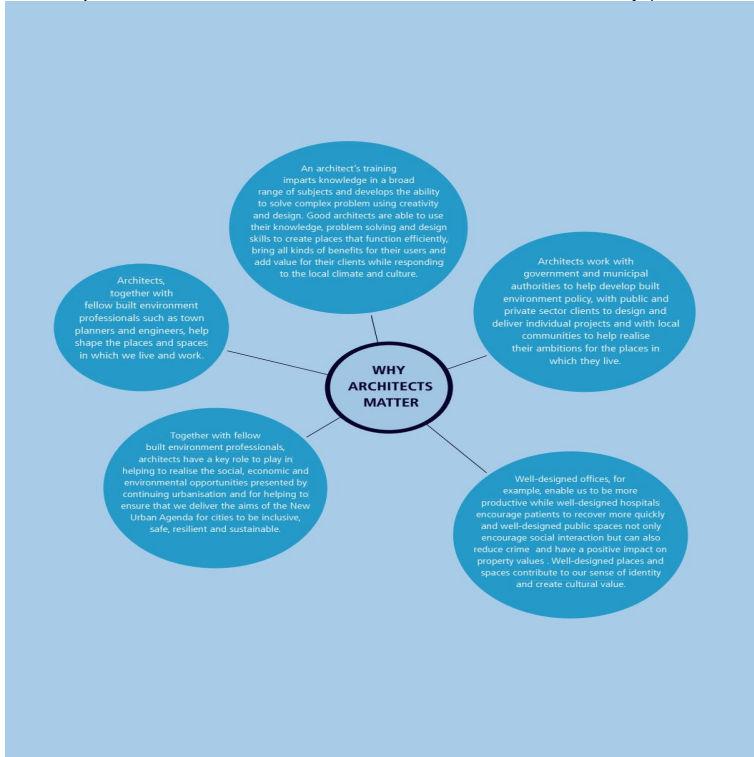 An architect's training
imparts knowledge in a broad
range of subjects and develops the ability
to solve complex problem using creativity
and design. Good architects are able to use
their knowledge, problem solving and design
skills to create places that function efficiently,
bring all kinds of benefits for their users and
add value for their clients while responding
to the local climate and culture.
Architects,
together with
fellow built environment
professionals such as town
planners and engineers, help
shape the places and spaces
in which we live and work.
Architects work with
government and municipal
authorities to help develop built
environment policy, with public and
private sector clients to design and
deliver individual projects and with local
communities to help realise
their ambitions for the places in
which they live.
WHY
ARCHITECTS
MATTER
Together with fellow
built environment professionals,
architects have a key role to play in
helping to realise the social, economic and
environmental opportunities presented by
continuing urbanisation and for helping to
ensure that we deliver the aims of the New
Urban Agenda for cities to be inclusive,
safe, resilient and sustainable.
Well-designed offices, for
example, enable us to be more
productive while well-designed hospitals
encourage patients to recover more quickly
and well-designed public spaces not only
encourage social interaction but can also
reduce crime and have a positive impact on
property values . Well-designed places and
spaces contribute to our sense of identity
and create cultural value.